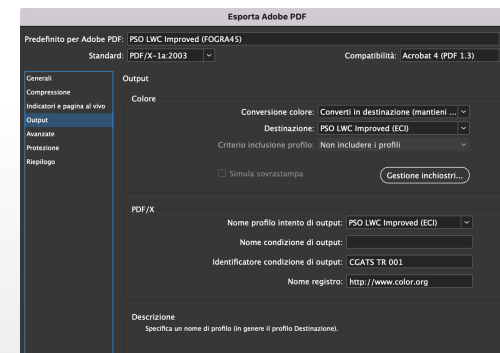 Esporta Adobe PDF
Predefinito per Adobe PDF: PSO LWC Improved (FOGRA45)
Standard: PDF/X-1a:2003 Compatibilità: Acrobat 4 (PDF 1.3)
Generali
Compressione
Indicatori e pagina al vivo
Output
Avanzate
Protezione
Riepilogo
Output
Colore
Conversione colore: Converti in destinazione (mantieni ...
Destinazione: PSO LWC Improved (ECI)
Criterio inclusione profilo: Non includere i profili
Simula sovrastampa Gestione inchiostri...
PDF/X
Nome profilo intento di output: PSO LWC Improved (ECI)
Nome condizione di output:
Identificatore condizione di output: CGATS TR 001
Nome registro: http://www.color.org
Descrizione
Specifica un nome di profilo (in genere il profilo Destinazione).